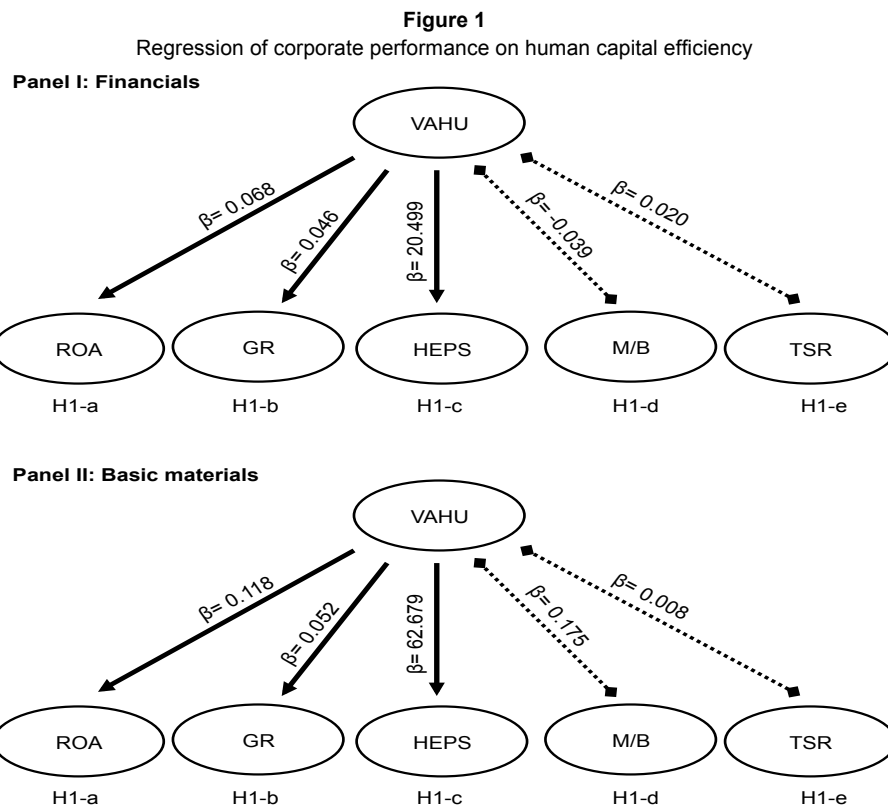 Figure 1
Regression of corporate performance on human capital efficiency
Panel I: Financials
VAHU
β= 0.068
β= 0.046
β= 20.499
β= -0.039
β= 0.020
ROA GR HEPS M/B TSR
H1-a H1-b H1-c H1-d H1-e
Panel II: Basic materials
VAHU
β= 0.118
β= 0.052
β= 62.679
β= 0.175
β= 0.008
ROA GR HEPS M/B TSR
H1-a H1-b H1-c H1-d H1-e